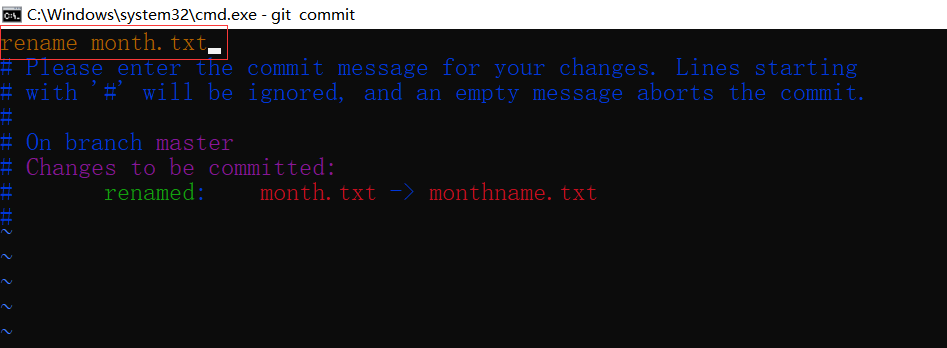 C:\Windows\system32\cmd.exe - git commit
rename month.txt
# Please enter the commit message for your changes. Lines starting
# with '#' will be ignored, and an empty message aborts the commit.
#
# On branch master
# Changes to be committed:
#       renamed:    month.txt -> monthname.txt
#
~
~
~
~
~